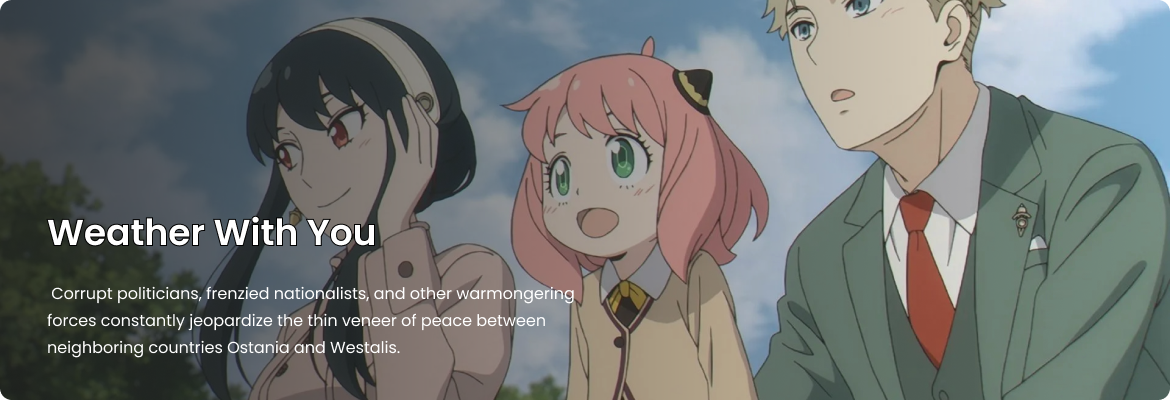 Weather With You
Corrupt politicians, frenzied nationalists, and other warmongering
forces constantly jeopardize the thin veneer of peace between
neighboring countries Ostania and Westalis.